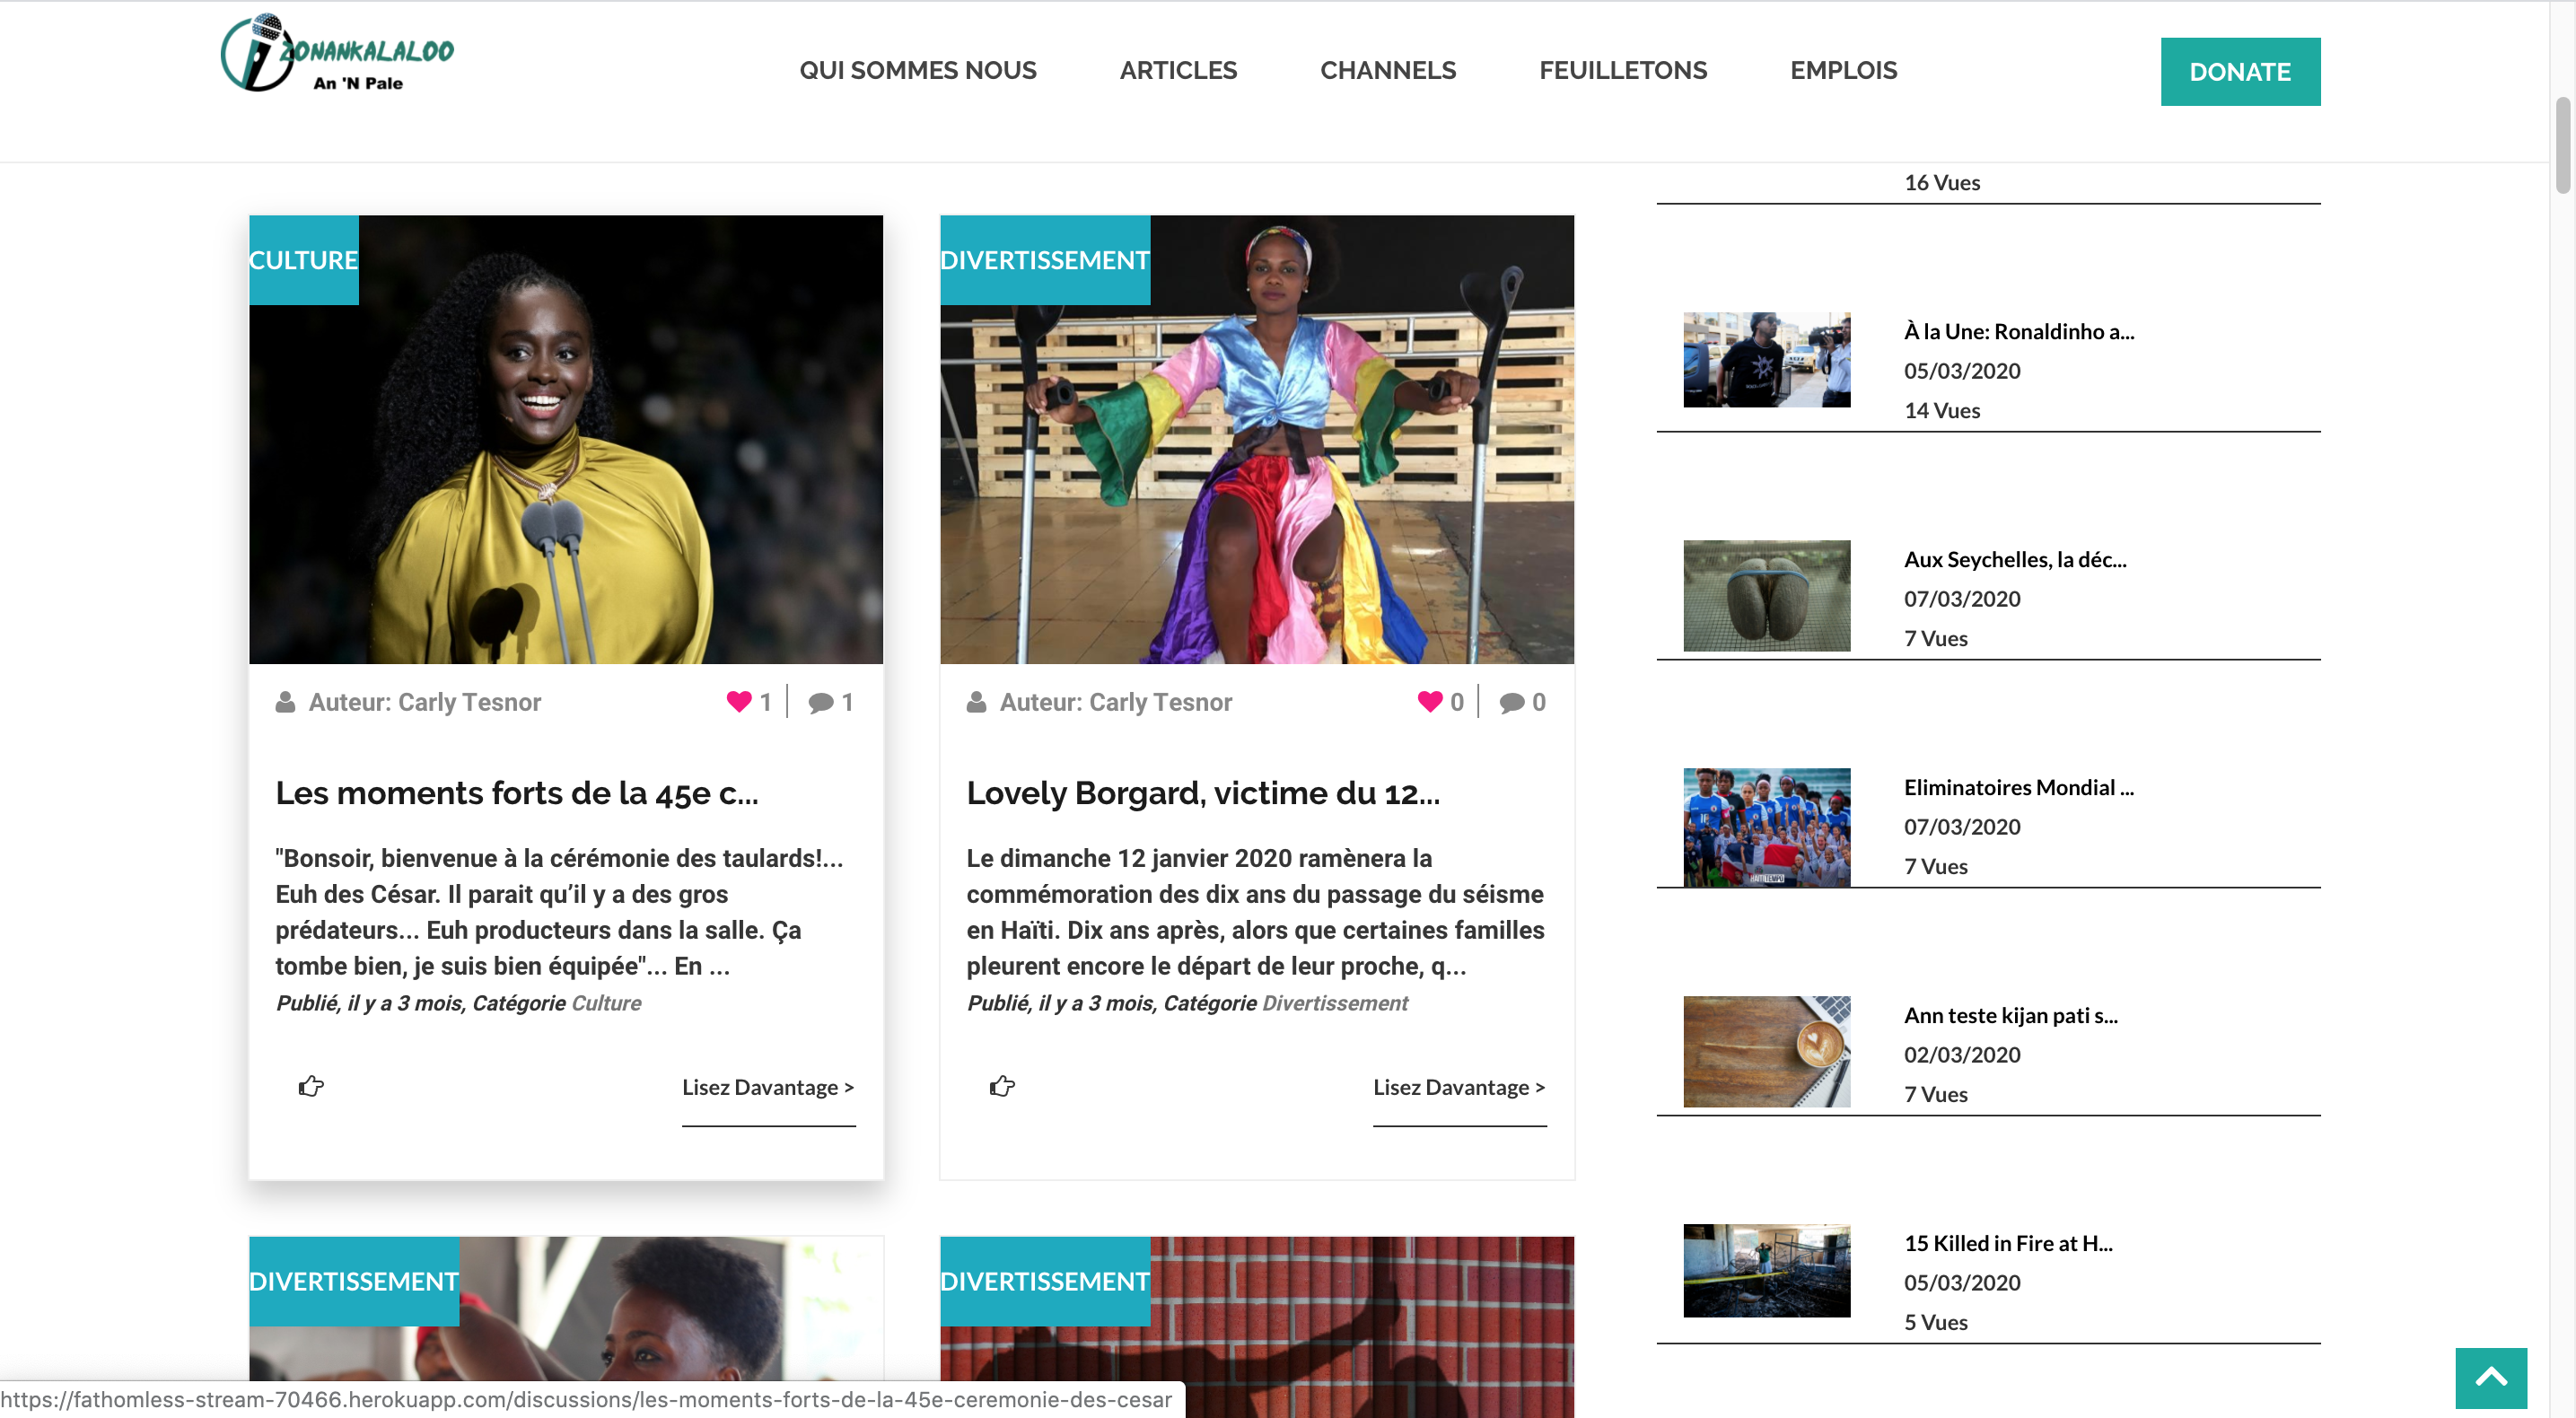 ZONANKALALOO
An 'N Pale
QUI SOMMES NOUS
ARTICLES
CHANNELS
FEUILLETONS
EMPLOIS
DONATE
CULTURE
Auteur: Carly Tesnor
1
1
Les moments forts de la 45e c...
"Bonsoir, bienvenue à la cérémonie des taulards!...
Euh des César. Il parait qu’il y a des gros
prédateurs... Euh producteurs dans la salle. Ça
tombe bien, je suis bien équipée"... En ...
Publié, il y a 3 mois, Catégorie Culture
Lisez Davantage >
DIVERTISSEMENT
Auteur: Carly Tesnor
0
0
Lovely Borgard, victime du 12...
Le dimanche 12 janvier 2020 ramènera la
commémoration des dix ans du passage du séisme
en Haïti. Dix ans après, alors que certaines familles
pleurent encore le départ de leur proche, q...
Publié, il y a 3 mois, Catégorie Divertissement
Lisez Davantage >
DIVERTISSEMENT
DIVERTISSEMENT
16 Vues
À la Une: Ronaldinho a...
05/03/2020
14 Vues
Aux Seychelles, la déc...
07/03/2020
7 Vues
Eliminatoires Mondial ...
07/03/2020
7 Vues
Ann teste kijan pati s...
02/03/2020
7 Vues
15 Killed in Fire at H...
05/03/2020
5 Vues
https://fathomless-stream-70466.herokuapp.com/discussions/les-moments-forts-de-la-45e-ceremonie-des-cesar